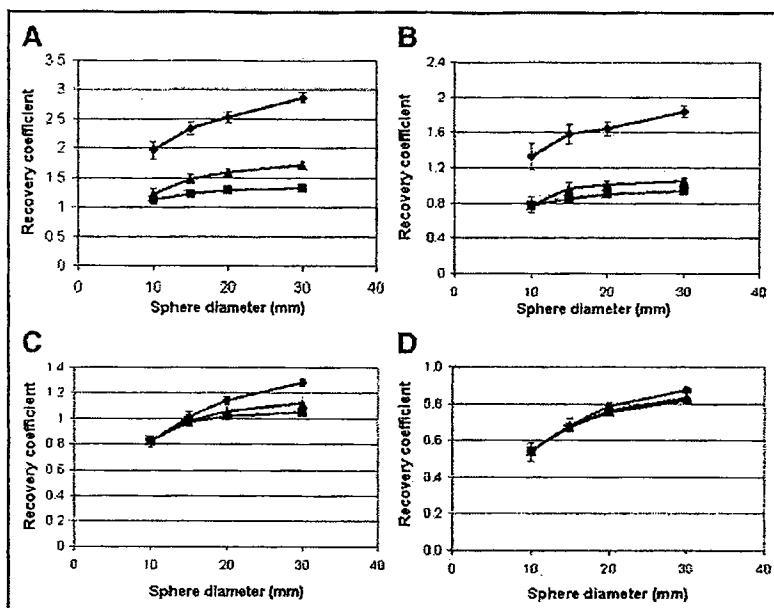 A
3.5
3
2.5
2
1.5
1
0.5
0
Recovery coefficient
0 10 20 30 40
Sphere diameter (mm)
B
2.4
2
1.6
1.2
0.8
0.4
0
Recovery coefficient
0 10 20 30 40
Sphere diameter (mm)
C
1.4
1.2
1
0.8
0.6
0.4
0.2
0
Recovery coefficient
0 10 20 30 40
Sphere diameter (mm)
D
1.0
0.8
0.6
0.4
0.2
0.0
Recovery coefficient
0 10 20 30 40
Sphere diameter (mm)